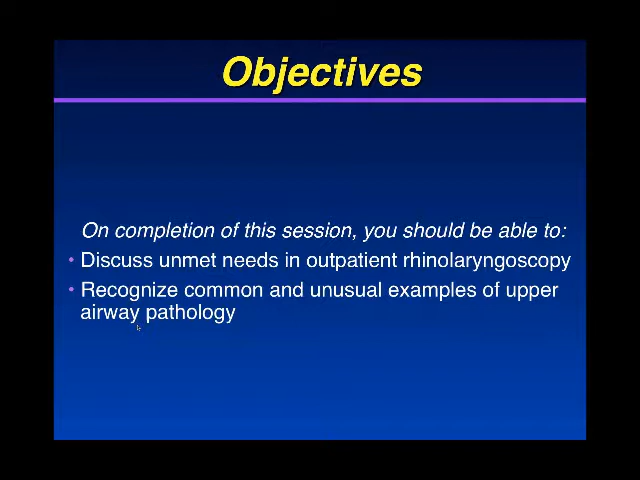 Objectives
On completion of this session, you should be able to:
• Discuss unmet needs in outpatient rhinolaryngoscopy
• Recognize common and unusual examples of upper
airway pathology